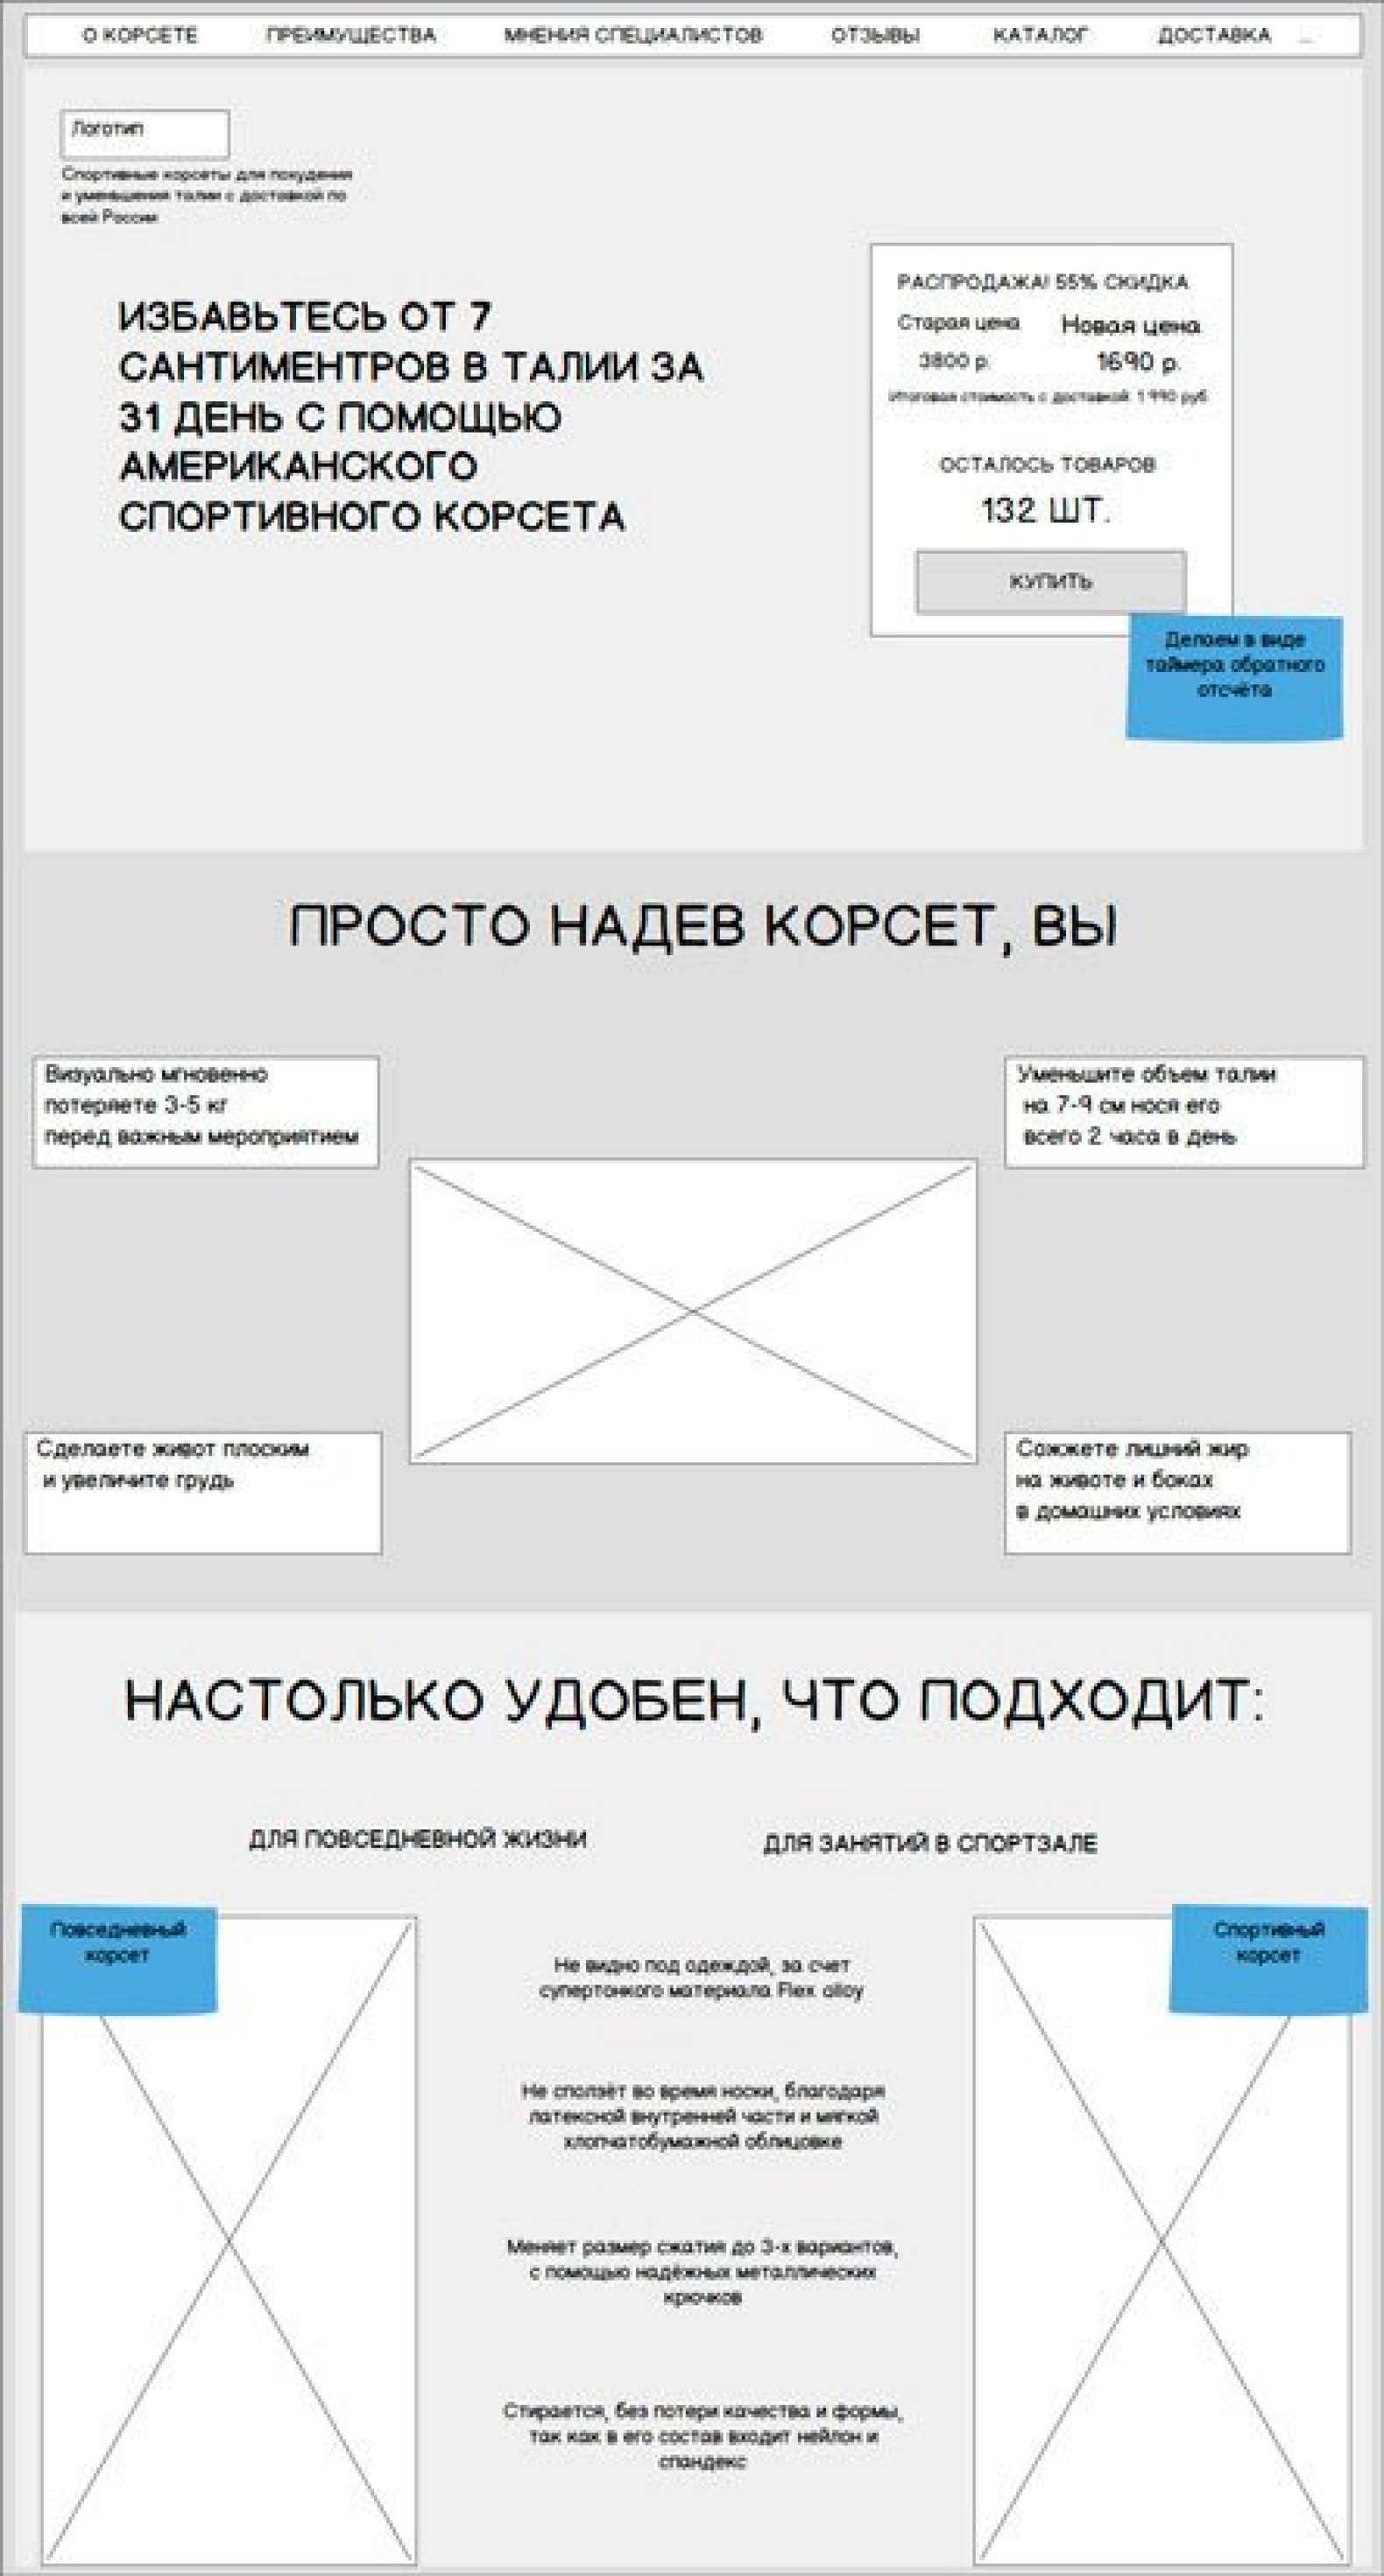 О КОРСЕТЕ ПРЕИМУЩЕСТВА МНЕНИЯ СПЕЦИАЛИСТОВ ОТЗЫВЫ КАТАЛОГ ДОСТАВКА ...
Логотип
Спортивные корсеты для похудения
и уменьшения талии с доставкой по
всей России
ИЗБАВЬТЕСЬ ОТ 7
САНТИМЕНТРОВ В ТАЛИИ ЗА
31 ДЕНЬ С ПОМОЩЬЮ
АМЕРИКАНСКОГО
СПОРТИВНОГО КОРСЕТА
РАСПРОДАЖА! 55% СКИДКА
Старая цена Новая цена
3800 р. 1690 р.
Итоговая стоимость с доставкой: 1 990 руб
ОСТАЛОСЬ ТОВАРОВ
132 ШТ.
КУПИТЬ
Делаем в виде
таймера обратного
отсчёта
ПРОСТО НАДЕВ КОРСЕТ, ВЫ
Визуально мгновенно
потеряете 3-5 кг
перед важным мероприятием
Уменьшите объем талии
на 7-9 см нося его
всего 2 часа в день
Сделаете живот плоским
и увеличите грудь
Сожжете лишний жир
на животе и боках
в домашних условиях
НАСТОЛЬКО УДОБЕН, ЧТО ПОДХОДИТ:
ДЛЯ ПОВСЕДНЕВНОЙ ЖИЗНИ
ДЛЯ ЗАНЯТИЙ В СПОРТЗАЛЕ
Повседневный
корсет
Спортивный
корсет
Не видно под одеждой, за счет
супертонкого материала Flex alloy
Не сползёт во время носки, благодаря
латексной внутренней части и мягкой
хлопчатобумажной облицовке
Меняет размер сжатия до 3-х вариантов,
с помощью надёжных металлических
крючков
Стирается, без потери качества и формы,
так как в его состав входит нейлон и
спандекс